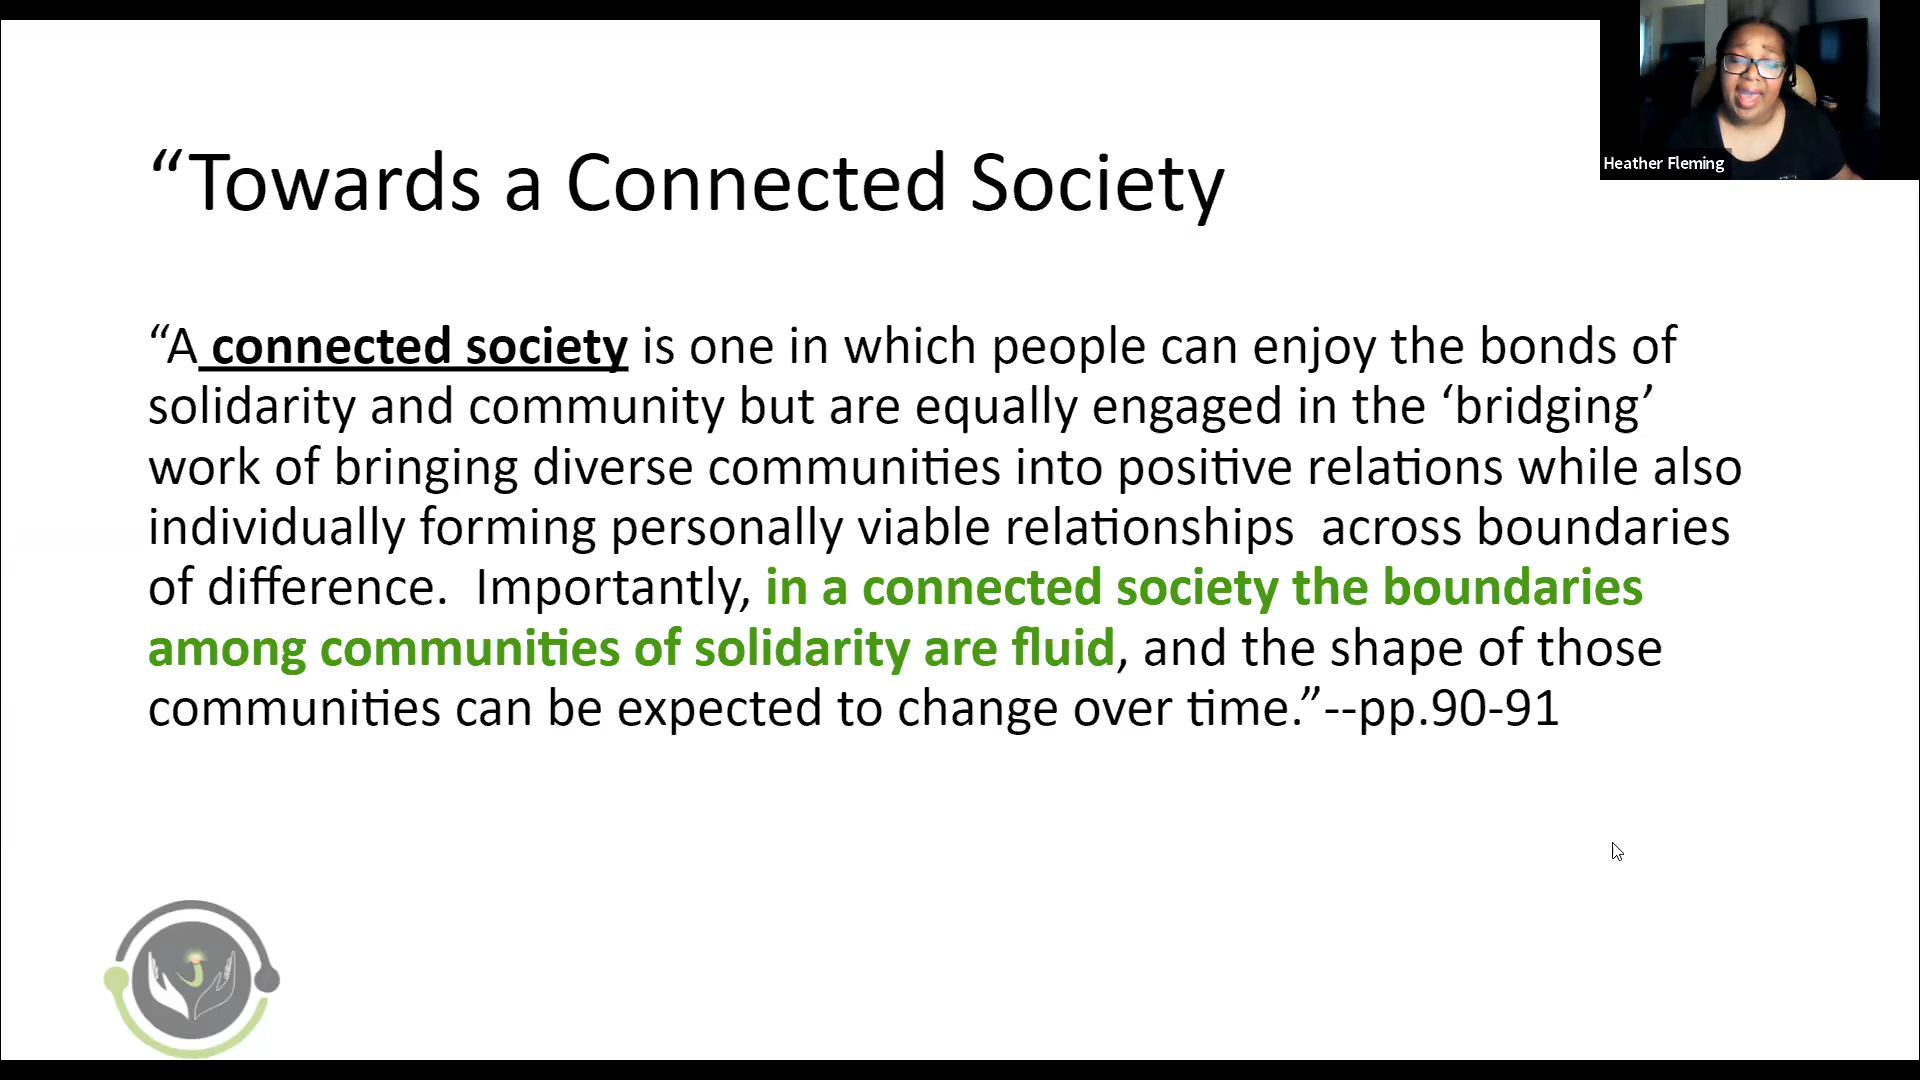 “Towards a Connected Society
Heather Fleming
“A connected society is one in which people can enjoy the bonds of
solidarity and community but are equally engaged in the ‘bridging’
work of bringing diverse communities into positive relations while also
individually forming personally viable relationships  across boundaries
of difference.  Importantly, in a connected society the boundaries
among communities of solidarity are fluid, and the shape of those
communities can be expected to change over time.”--pp.90-91